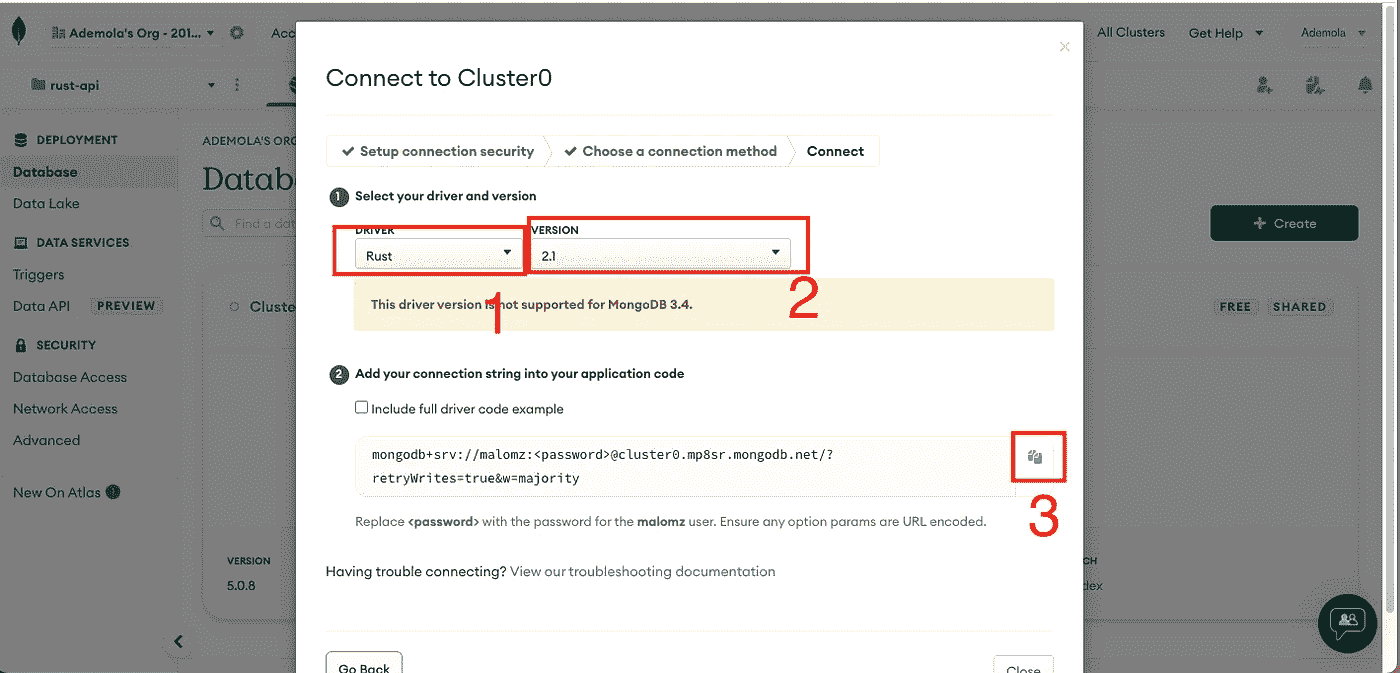 Ademola's Org - 201...
Acc
All Clusters
Get Help
Ademola
rust-api
DEPLOYMENT
Database
Data Lake
DATA SERVICES
Triggers
Data API PREVIEW
SECURITY
Database Access
Network Access
Advanced
New On Atlas
ADEMOLA'S ORG
Datab
Find a dat
Create
Cluste
FREE SHARED
VERSION
5.0.8
CH
dex
Connect to Cluster0
Setup connection security
Choose a connection method
Connect
1 Select your driver and version
DRIVER
VERSION
Rust
2.1
1
2
This driver version is not supported for MongoDB 3.4.
2 Add your connection string into your application code
Include full driver code example
mongodb+srv://malomz:<password>@cluster0.mp8sr.mongodb.net/?
retryWrites=true&w=majority
3
Replace <password> with the password for the malomz user. Ensure any option params are URL encoded.
Having trouble connecting? View our troubleshooting documentation
Go Back
Close